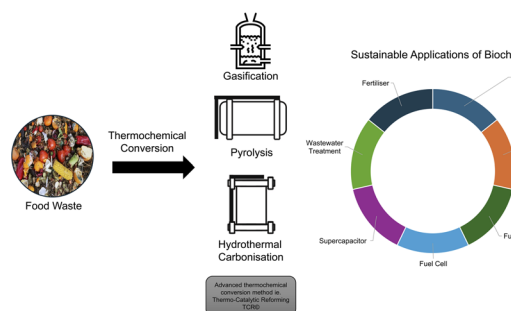 Gasification
Sustainable Applications of Bioch
Fertiliser
Thermochemical
Conversion
Wastewater
Treatment
Pyrolysis
Food Waste
Hydrothermal
Carbonisation
Supercapacitor
Fu
Fuel Cell
Advanced thermochemical
conversion method ie.
Thermo-Catalytic Reforming
TCR©